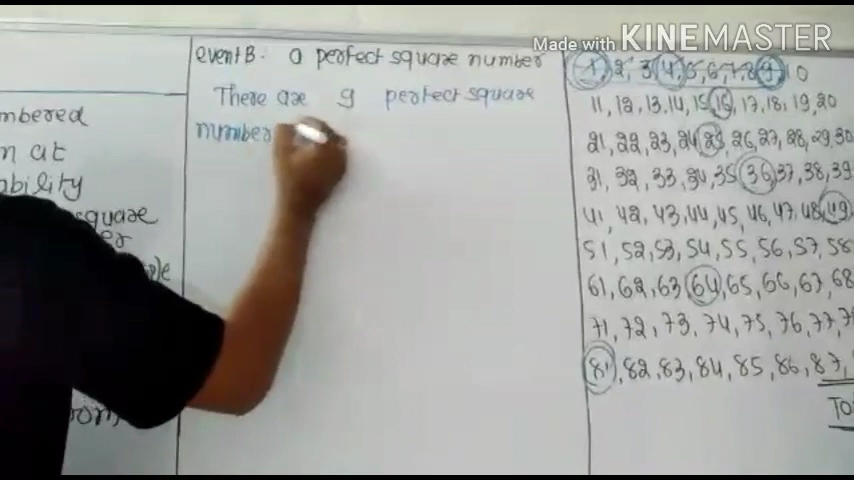 Made with KINEMASTER
mbered
n at
ability
square
er
event B. a perfect square number
There are 9 perfect square
number
1, 2, 3, 4, 5, 6, 7, 8, 9, 10
11, 12, 13, 14, 15, 16, 17, 18, 19, 20
21, 22, 23, 24, 25, 26, 27, 28, 29, 30
31, 32, 33, 34, 35, 36, 37, 38, 39
41, 42, 43, 44, 45, 46, 47, 48, 49
51, 52, 53, 54, 55, 56, 57, 58
61, 62, 63, 64, 65, 66, 67, 68
71, 72, 73, 74, 75, 76, 77, 7
81, 82, 83, 84, 85, 86, 87,
To